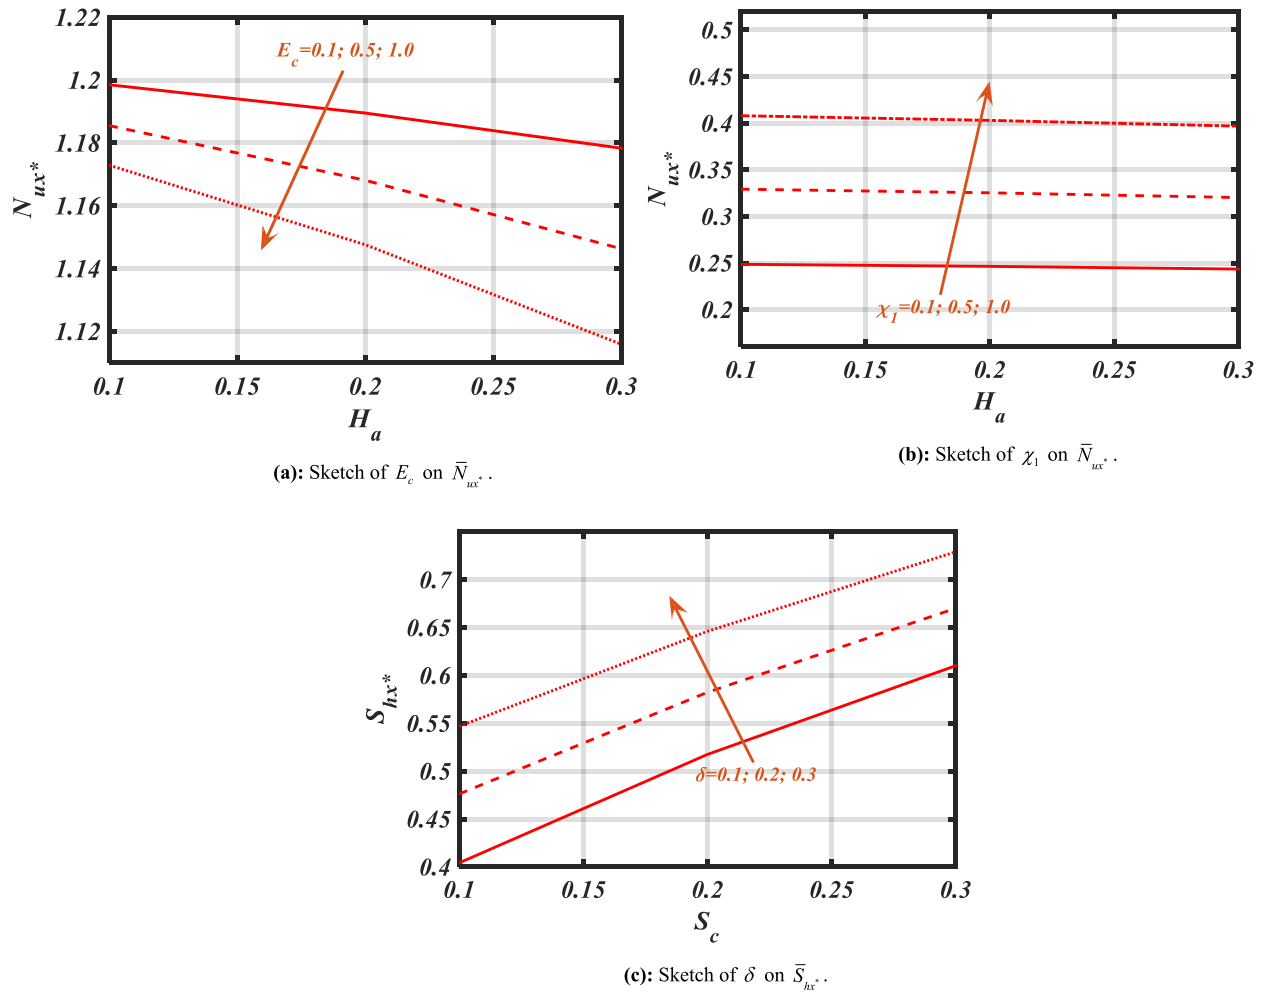 1.22
1.2
1.18
1.16
1.14
1.12
N_ux*
E_c=0.1; 0.5; 1.0
0.1 0.15 0.2 0.25 0.3
H_a
(a): Sketch of E_c on N̅_ux* .
0.5
0.45
0.4
0.35
0.3
0.25
0.2
N_ux*
χ_1=0.1; 0.5; 1.0
0.1 0.15 0.2 0.25 0.3
H_a
(b): Sketch of χ_1 on N̅_ux* .
0.7
0.65
0.6
0.55
0.5
0.45
0.4
S_hx*
δ=0.1; 0.2; 0.3
0.1 0.15 0.2 0.25 0.3
S_c
(c): Sketch of δ on S̅_hx* .